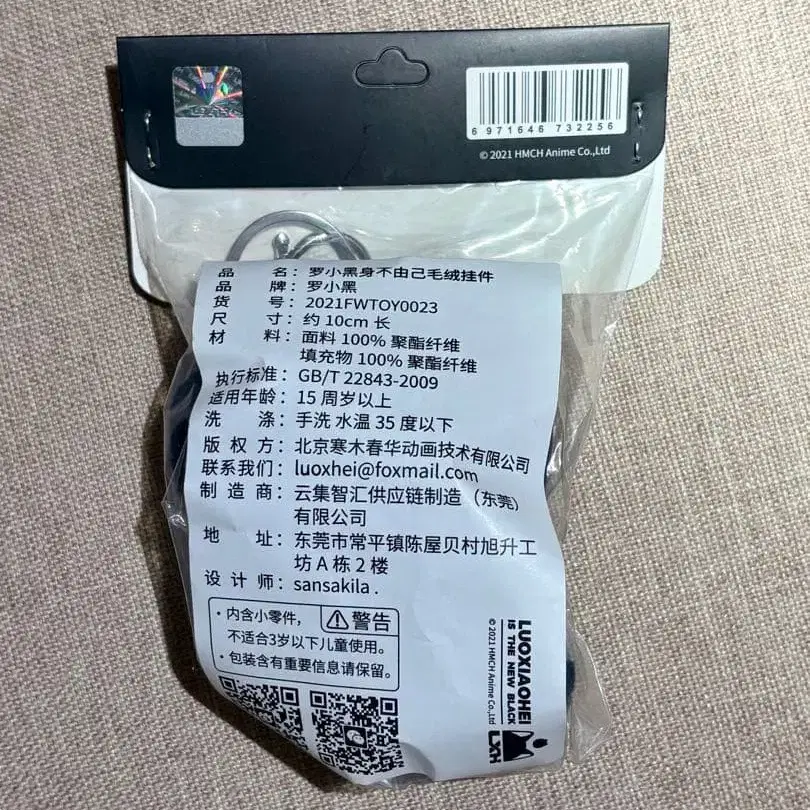 6 971646 732256
© 2021 HMCH Anime Co.,Ltd
品 名：罗小黑身不由己毛绒挂件
品 牌：罗小黑
货 号：2021FWTOY0023
尺 寸：约 10cm 长
材 料：面料 100% 聚酯纤维
填充物 100% 聚酯纤维
执行标准：GB/T 22843-2009
适用年龄：15 周岁以上
洗 涤：手洗 水温 35 度以下
版 权 方：北京寒木春华动画技术有限公司
联系我们：luoxhei@foxmail.com
制 造 商：云集智汇供应链制造（东莞）
有限公司
地 址：东莞市常平镇陈屋贝村旭升工
坊 A 栋 2 楼
设 计 师：sansakila .
· 内含小零件，
⚠ 警告
不适合3岁以下儿童使用。
· 包装含有重要信息请保留。
LUOXIAOHEI
IS THE NEW BLACK
© 2021 HMCH Anime Co.,Ltd
LXH